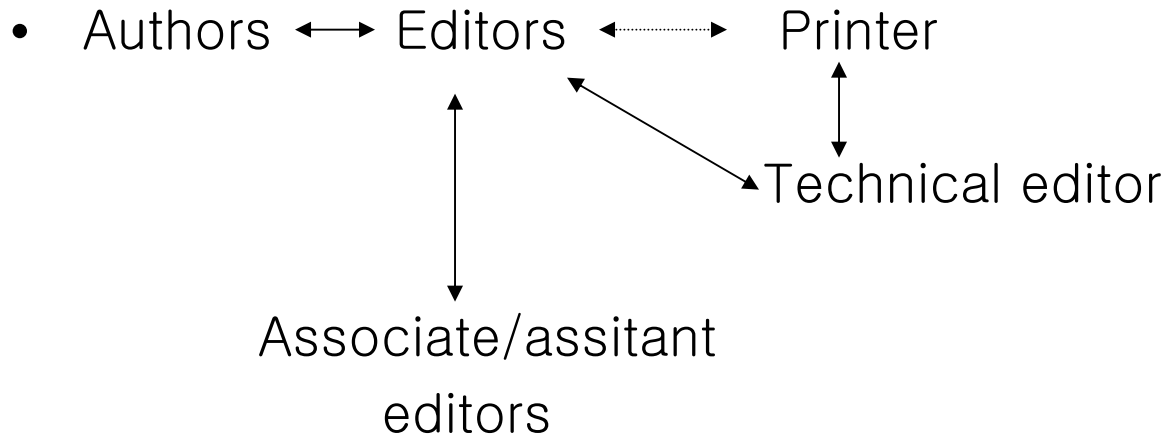 • Authors Editors Printer
Technical editor
Associate/assitant
editors